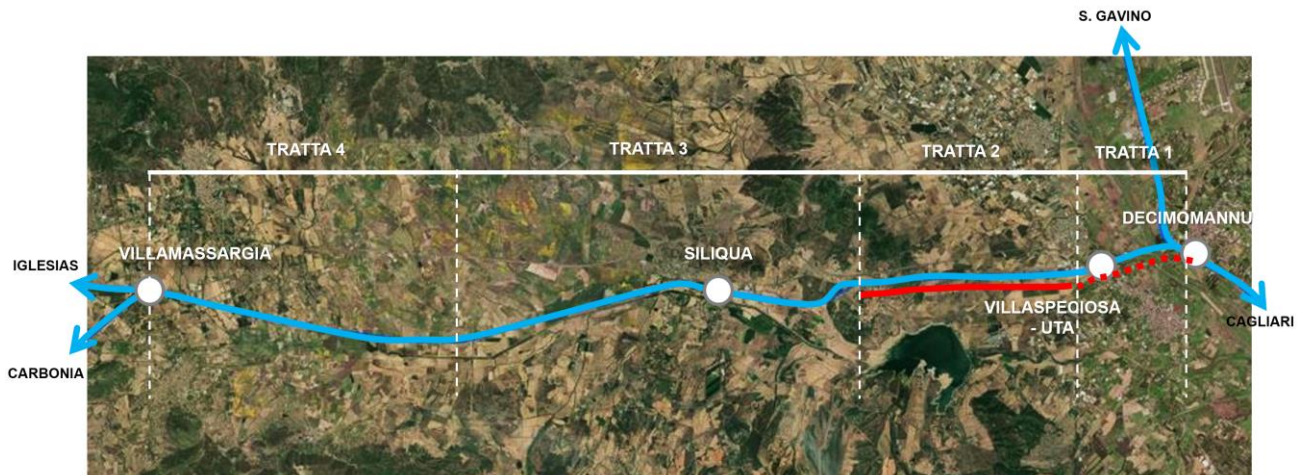 S. GAVINO
TRATTA 4
TRATTA 3
TRATTA 2
TRATTA 1
DECIMOMANNU
VILLAMASSARGIA
SILIQUA
IGLESIAS
VILLASPECIOSA
- UTA
CAGLIARI
CARBONIA